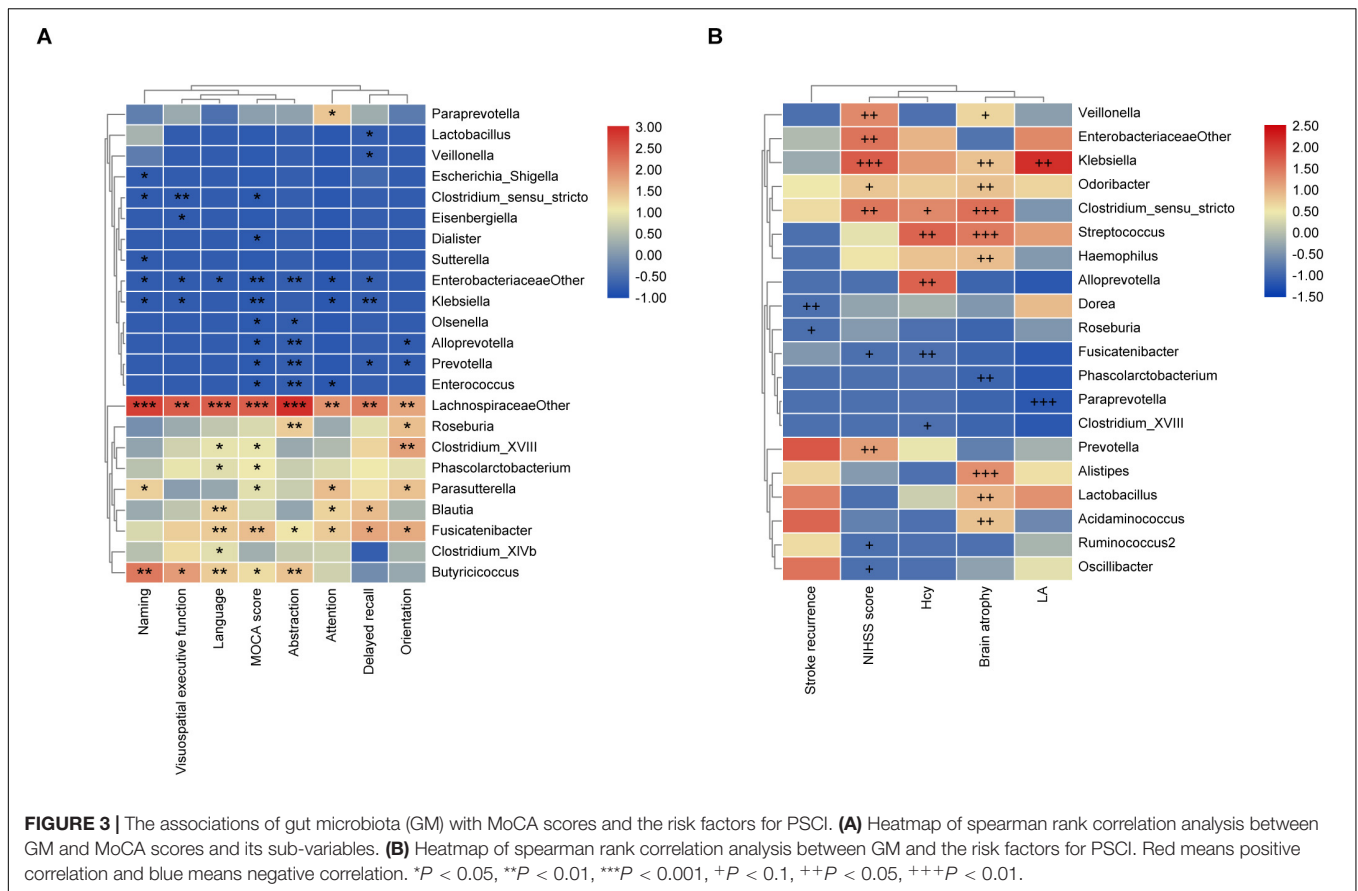 A
B
Paraprevotella
*
Lactobacillus
*
Veillonella
*
Escherichia_Shigella
*
Clostridium_sensu_stricto
* ** *
Eisenbergiella
*
Dialister
*
Sutterella
*
EnterobacteriaceaeOther
* * * ** ** * *
Klebsiella
* * ** * **
Olsenella
* *
Alloprevotella
* ** *
Prevotella
* ** * *
Enterococcus
* ** *
LachnospiraceaeOther
*** ** *** *** *** ** ** **
Roseburia
** *
Clostridium_XVIII
* * **
Phascolarctobacterium
* *
Parasutterella
* * * *
Blautia
** * *
Fusicatenibacter
** ** * * * *
Clostridium_XIVb
*
Butyricicoccus
** * ** * **
Naming
Visuospatial executive function
Language
MOCA score
Abstraction
Attention
Delayed recall
Orientation
3.00
2.50
2.00
1.50
1.00
0.50
0.00
-0.50
-1.00
Veillonella
++ +
EnterobacteriaceaeOther
++
Klebsiella
+++ ++ ++
Odoribacter
+ ++
Clostridium_sensu_stricto
++ + +++
Streptococcus
++ +++
Haemophilus
++
Alloprevotella
++
Dorea
++
Roseburia
+
Fusicatenibacter
+ ++
Phascolarctobacterium
++
Paraprevotella
+++
Clostridium_XVIII
+
Prevotella
++
Alistipes
+++
Lactobacillus
++
Acidaminococcus
++
Ruminococcus2
+
Oscillibacter
+
Stroke recurrence
NIHSS score
Hcy
Brain atrophy
LA
2.50
2.00
1.50
1.00
0.50
0.00
-0.50
-1.00
-1.50
FIGURE 3 | The associations of gut microbiota (GM) with MoCA scores and the risk factors for PSCI. (A) Heatmap of spearman rank correlation analysis between
GM and MoCA scores and its sub-variables. (B) Heatmap of spearman rank correlation analysis between GM and the risk factors for PSCI. Red means positive
correlation and blue means negative correlation. *P < 0.05, **P < 0.01, ***P < 0.001, +P < 0.1, ++P < 0.05, +++P < 0.01.